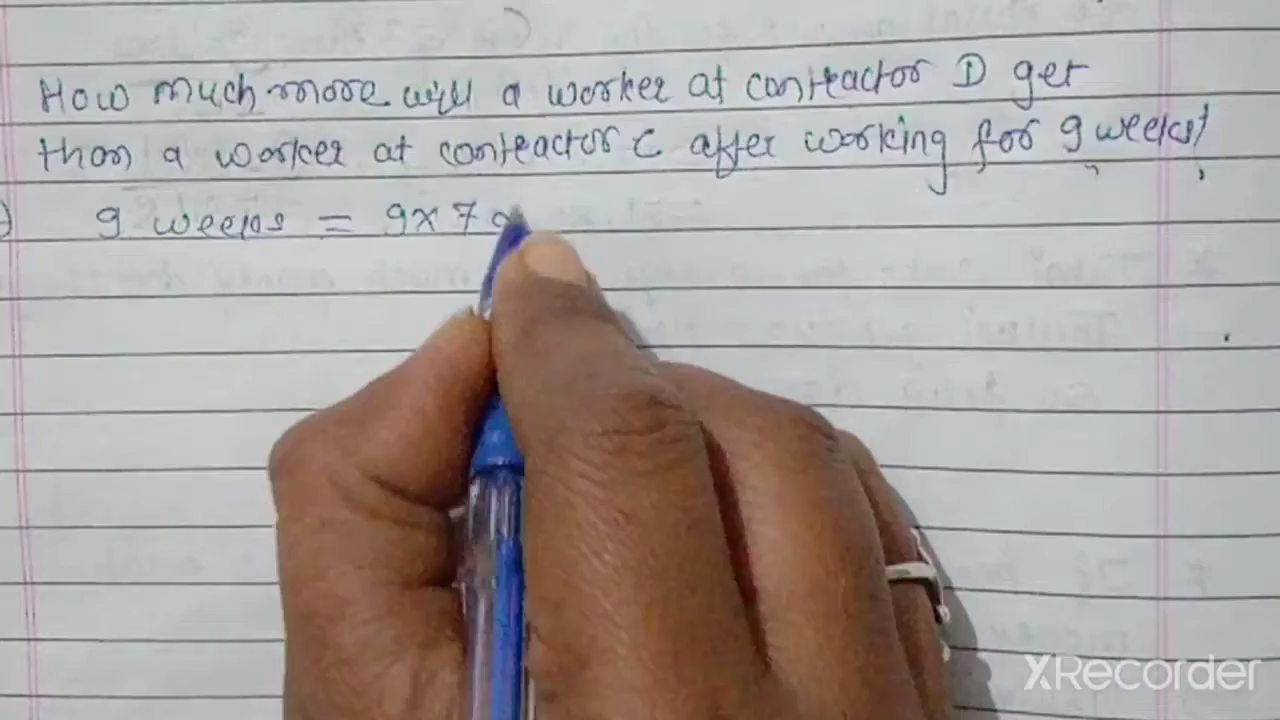 How much more will a worker at contractor D get
than a worker at contractor C after working for 9 weeks?
9 weeks = 9x7
XRecorder